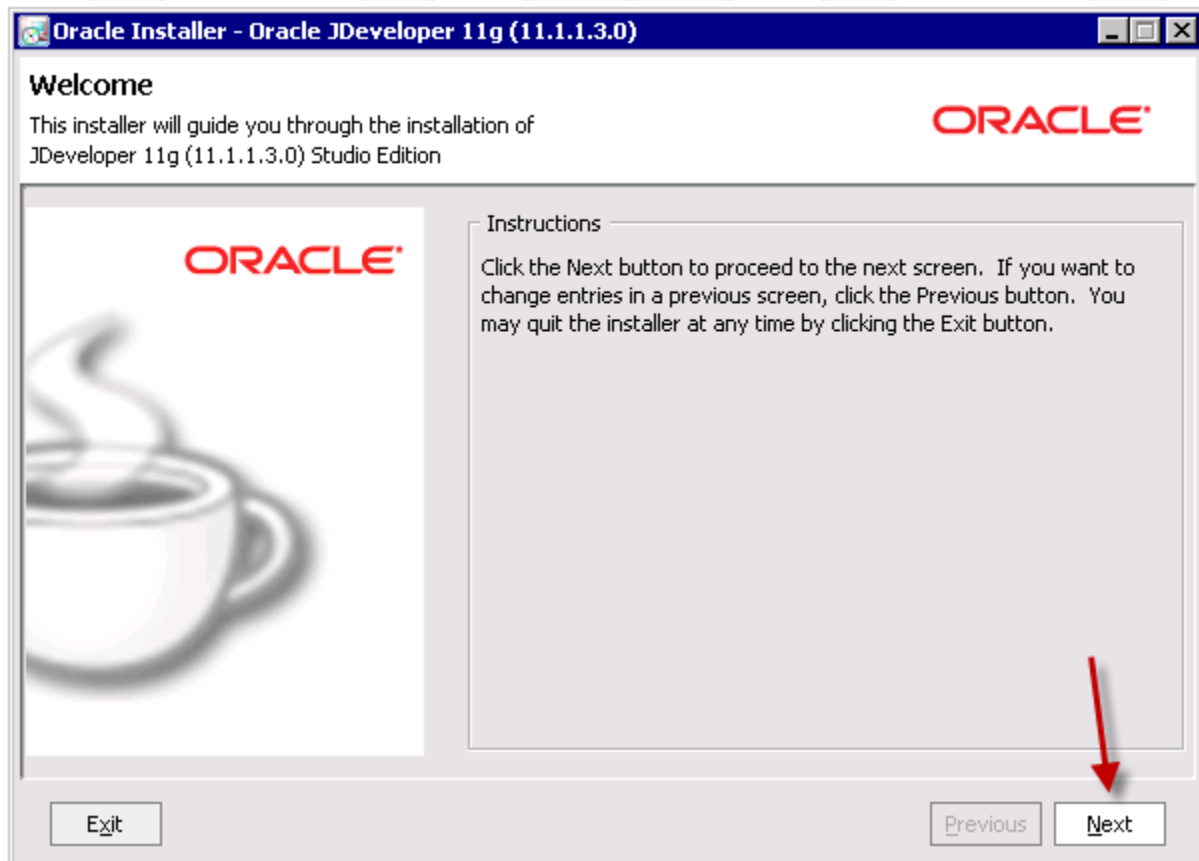 Oracle Installer - Oracle JDeveloper 11g (11.1.1.3.0)
Welcome
This installer will guide you through the installation of
JDeveloper 11g (11.1.1.3.0) Studio Edition
ORACLE
ORACLE
Instructions
Click the Next button to proceed to the next screen.  If you want to
change entries in a previous screen, click the Previous button.  You
may quit the installer at any time by clicking the Exit button.
Exit
Previous
Next